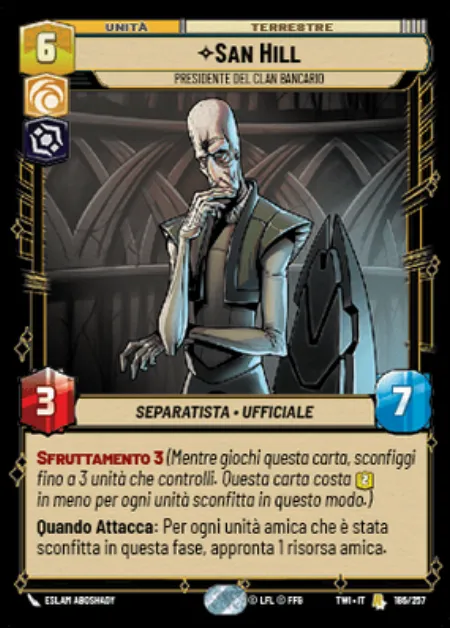 UNITÀ
TERRESTRE
6
✧SAN HILL
PRESIDENTE DEL CLAN BANCARIO
3
SEPARATISTA • UFFICIALE
7
SFRUTTAMENTO 3 (Mentre giochi questa carta, sconfiggi
fino a 3 unità che controlli. Questa carta costa 2
in meno per ogni unità sconfitta in questo modo.)
Quando Attacca: Per ogni unità amica che è stata
sconfitta in questa fase, appronta 1 risorsa amica.
ESLAM ABOSHADY
© LFL © FFG
TWI • IT
186/257